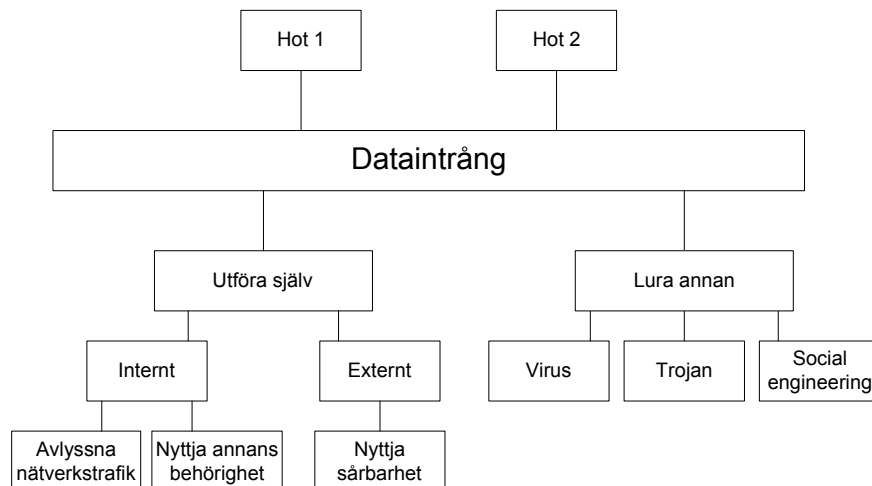 Hot 1
Hot 2
Dataintrång
Utföra själv
Lura annan
Internt
Externt
Virus
Trojan
Social
engineering
Avlyssna
nätverkstrafik
Nyttja annans
behörighet
Nyttja
sårbarhet